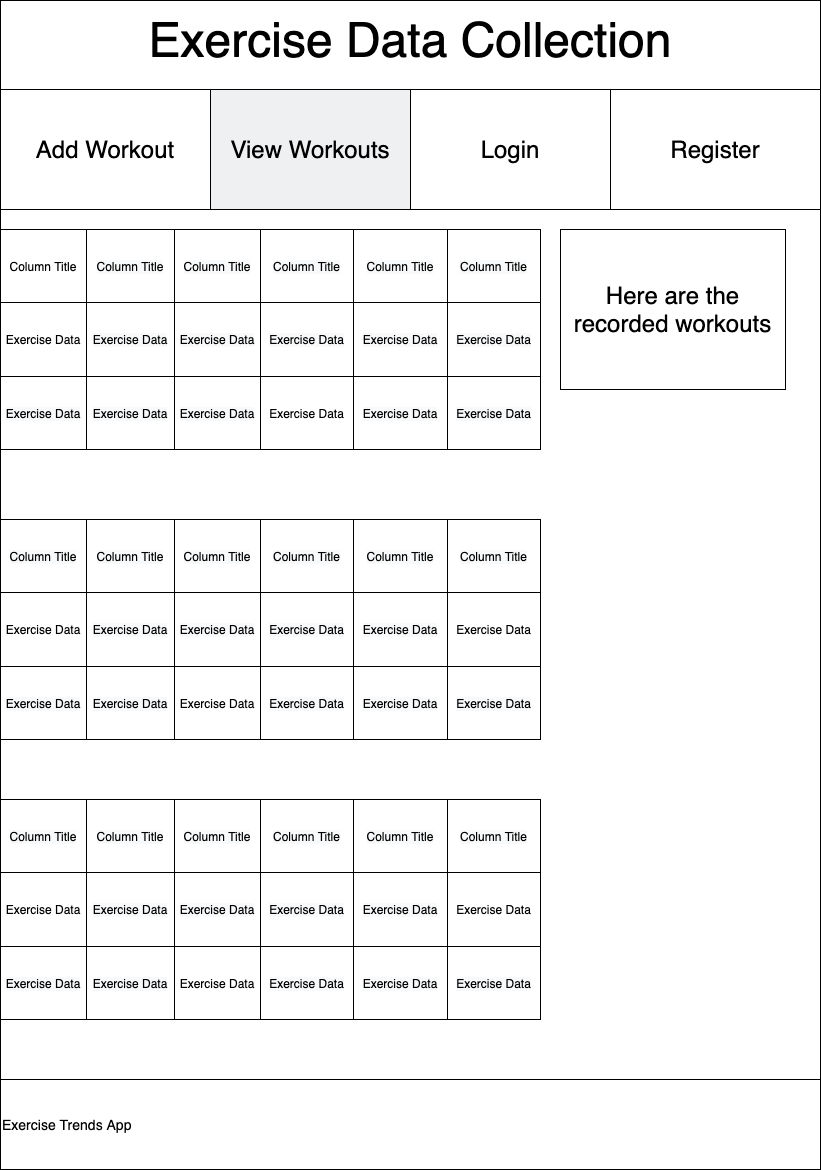 Exercise Data Collection
Add Workout View Workouts Login Register
Column Title Column Title Column Title Column Title Column Title Column Title
Exercise Data Exercise Data Exercise Data Exercise Data Exercise Data Exercise Data
Exercise Data Exercise Data Exercise Data Exercise Data Exercise Data Exercise Data
Here are the
recorded workouts
Column Title Column Title Column Title Column Title Column Title Column Title
Exercise Data Exercise Data Exercise Data Exercise Data Exercise Data Exercise Data
Exercise Data Exercise Data Exercise Data Exercise Data Exercise Data Exercise Data
Column Title Column Title Column Title Column Title Column Title Column Title
Exercise Data Exercise Data Exercise Data Exercise Data Exercise Data Exercise Data
Exercise Data Exercise Data Exercise Data Exercise Data Exercise Data Exercise Data
Exercise Trends App